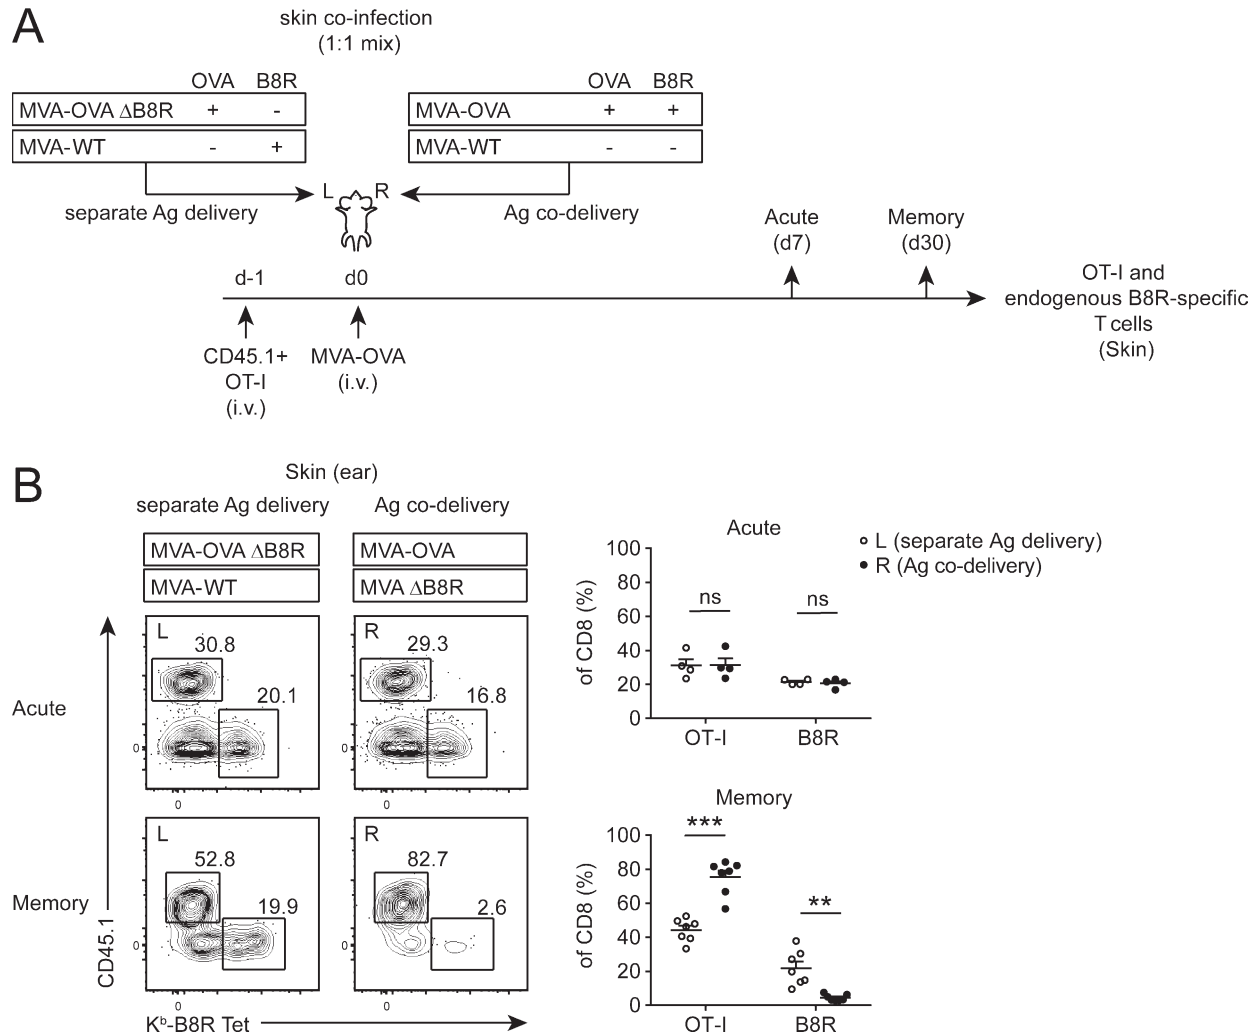 A
skin co-infection
(1:1 mix)
OVA B8R
MVA-OVA ΔB8R + -
MVA-WT - +
OVA B8R
MVA-OVA + +
MVA-WT - -
L R
separate Ag delivery
Ag co-delivery
Acute
(d7)
Memory
(d30)
d-1
d0
OT-I and
endogenous B8R-specific
T cells
(Skin)
CD45.1+
OT-I
(i.v.)
MVA-OVA
(i.v.)
B
Skin (ear)
separate Ag delivery
Ag co-delivery
MVA-OVA ΔB8R
MVA-WT
MVA-OVA
MVA ΔB8R
Acute
L
30.8
20.1
0
0
R
29.3
16.8
0
0
Memory
L
52.8
19.9
0
0
R
82.7
2.6
0
0
CD45.1
Kᵇ-B8R Tet
Acute
L (separate Ag delivery)
R (Ag co-delivery)
of CD8 (%)
100
80
60
40
20
0
ns
ns
OT-I
B8R
Memory
of CD8 (%)
100
80
60
40
20
0
***
**
OT-I
B8R